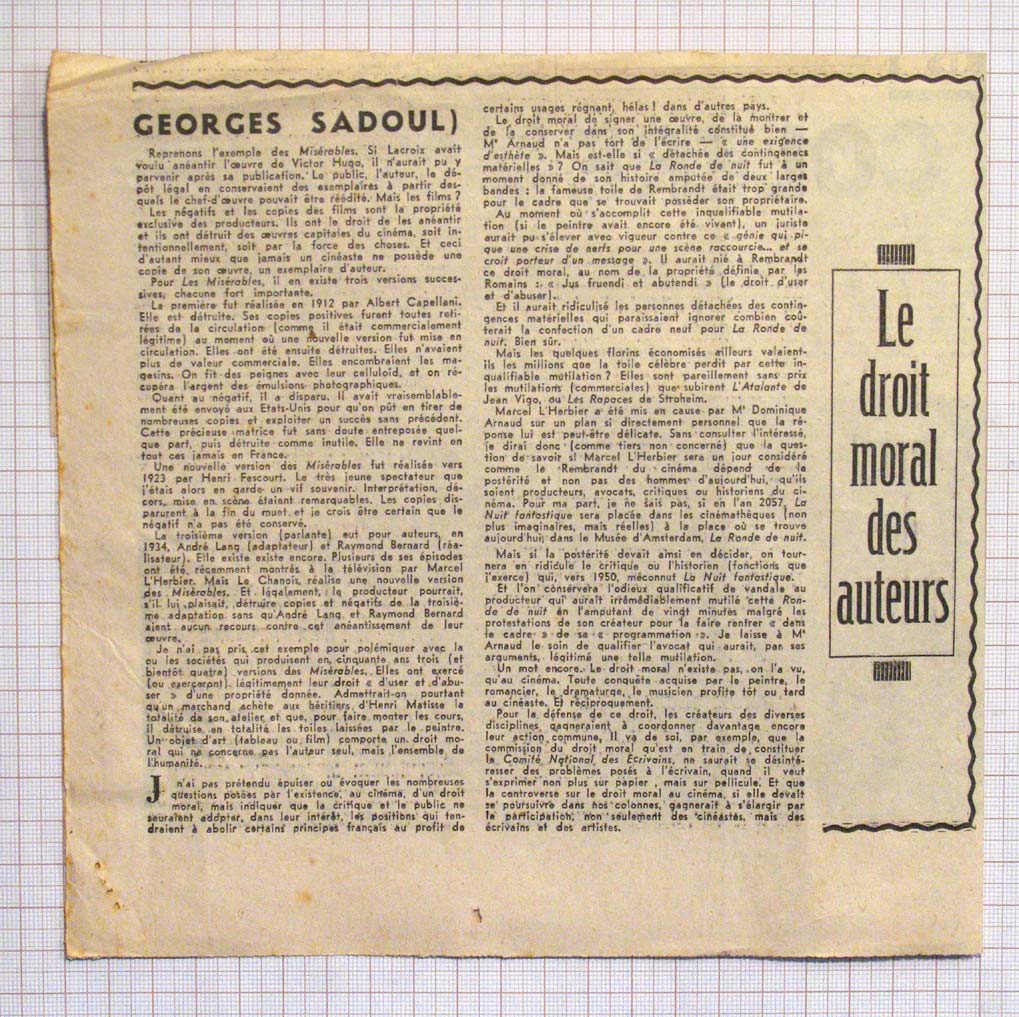 GEORGES SADOUL)
Reprenons l'exemple des Misérables. Si Lacroix avait
voulu anéantir l'œuvre de Victor Hugo, il n'aurait pu y
parvenir après sa publication. Le public, l'auteur, le dé-
pôt légal en conservaient des exemplaires à partir des-
quels le chef-d'œuvre pouvait être réédité. Mais les films ?
Les négatifs et les copies des films sont la propriété
exclusive des producteurs. Ils ont le droit de les anéantir
et ils ont détruit des œuvres capitales du cinéma, soit in-
tentionnellement, soit par la force des choses. Et ceci
d'autant mieux que jamais un cinéaste ne possède une
copie de son œuvre, un exemplaire d'auteur.
Pour Les Misérables, il en existe trois versions succes-
sives, chacune fort importante.
La première fut réalisée en 1912 par Albert Capellani.
Elle est détruite. Ses copies positives furent toutes reti-
rées de la circulation (comme il était commercialement
légitime) au moment où une nouvelle version fut mise en
circulation. Elles ont été ensuite détruites. Elles n'avaient
plus de valeur commerciale. Elles encombraient les ma-
gasins. On fit des peignes avec leur celluloid, et on ré-
cupéra l'argent des émulsions photographiques.
Quant au négatif, il a disparu. Il avait vraisemblable-
ment été envoyé aux Etats-Unis pour qu'on pût en tirer de
nombreuses copies et exploiter un succès sans précédent.
Cette précieuse matrice fut sans doute entreposée quel-
que part, puis détruite comme inutile. Elle ne revint en
tout cas jamais en France.
Une nouvelle version des Misérables fut réalisée vers
1923 par Henri Fescourt. Le très jeune spectateur que
j'étais alors en garde un vif souvenir. Interprétation, dé-
cors, mise en scène étaient remarquables. Les copies dis-
parurent à la fin du muet et je crois être certain que le
négatif n'a pas été conservé.
La troisième version (parlante) eut pour auteurs, en
1934, André Lang (adaptateur) et Raymond Bernard (réa-
lisateur). Elle existe existe encore. Plusieurs de ses épisodes
ont été récemment montrés à la télévision par Marcel
L'Herbier. Mais Le Chanois, réalise une nouvelle version
des Misérables. Et légalement, le producteur pourrait,
s'il lui plaisait, détruire copies et négatifs de la troisiè-
me adaptation sans qu'André Lang et Raymond Bernard
aient aucun recours contre cet anéantissement de leur
œuvre.
Je n'ai pas pris cet exemple pour polémiquer avec la
ou les sociétés qui produisent en cinquante ans trois (et
bientôt quatre) versions des Misérables. Elles ont exercé
(ou exerceront) légitimement leur droit « d'user et d'abu-
ser » d'une propriété donnée. Admettrait-on pourtant
qu'un marchand achète aux héritiers d'Henri Matisse la
totalité de son atelier et que, pour faire monter les cours,
il détruise en totalité les toiles laissées par le peintre.
Un objet d'art (tableau ou film) comporte un droit mo-
ral qui ne concerne pas l'auteur seul, mais l'ensemble de
l'humanité.
J n'ai pas prétendu épuiser ou évoquer les nombreuses
questions posées par l'existence, au cinéma, d'un droit
moral, mais indiquer que la critique et le public ne
sauraient adopter, dans leur intérêt, les positions qui ten-
draient à abolir certains principes français au profit de
certains usages régnant, hélas ! dans d'autres pays.
Le droit moral de signer une œuvre, de la montrer et
de la conserver dans son intégralité constitue bien —
Mᵉ Arnaud n'a pas tort de l'écrire — « une exigence
d'esthète ». Mais est-elle si « détachée des contingences
matérielles » ? On sait que La Ronde de nuit fut à un
moment donné de son histoire amputée de deux larges
bandes : la fameuse toile de Rembrandt était trop grande
pour le cadre que se trouvait posséder son propriétaire.
Au moment où s'accomplit cette inqualifiable mutila-
tion (si le peintre avait encore été vivant), un juriste
aurait pu s'élever avec vigueur contre ce « génie qui pi-
que une crise de nerfs pour une scène raccourcie... et se
croit porteur d'un message ». Il aurait nié à Rembrandt
ce droit moral, au nom de la propriété définie par les
Romains : « Jus fruendi et abutendi » (le droit d'user
et d'abuser).
Et il aurait ridiculisé les personnes détachées des contin-
gences matérielles qui paraissaient ignorer combien coû-
terait la confection d'un cadre neuf pour La Ronde de
nuit. Bien sûr.
Mais les quelques florins économisés ailleurs valaient-
ils les millions que la toile célèbre perdit par cette in-
qualifiable mutilation ? Elles sont pareillement sans prix
les mutilations (commerciales) que subirent L'Atalante de
Jean Vigo, ou Les Rapaces de Stroheim.
Marcel L'Herbier a été mis en cause par Mᵉ Dominique
Arnaud sur un plan si directement personnel que la ré-
ponse lui est peut-être délicate. Sans consulter l'intéressé,
je dirai donc (comme tiers non concerné) que la ques-
tion de savoir si Marcel L'Herbier sera un jour considéré
comme le Rembrandt du cinéma dépend de la
postérité et non pas des hommes d'aujourd'hui, qu'ils
soient producteurs, avocats, critiques ou historiens du ci-
néma. Pour ma part, je ne sais pas, si en l'an 2057, La
Nuit fantastique sera placée dans les cinémathèques (non
plus imaginaires, mais réelles) à la place où se trouve
aujourd'hui, dans le Musée d'Amsterdam, La Ronde de nuit.
Mais si la postérité devait ainsi en décider, on tour-
nera en ridicule le critique ou l'historien (fonctions que
j'exerce) qui, vers 1950, méconnut La Nuit fantastique.
Et l'on conservera l'odieux qualificatif de vandale au
producteur qui aurait irrémédiablement mutilé cette Ron-
de de nuit en l'amputant de vingt minutes malgré les
protestations de son créateur pour la faire rentrer « dans
le cadre » de sa « programmation ». Je laisse à Mᵉ
Arnaud le soin de qualifier l'avocat qui aurait, par ses
arguments, légitimé une telle mutilation.
Un mot encore. Le droit moral n'existe pas, on l'a vu,
qu'au cinéma. Toute conquête acquise par le peintre, le
romancier, le dramaturge, le musicien profite tôt ou tard
au cinéaste. Et réciproquement.
Pour la défense de ce droit, les créateurs des diverses
disciplines gagneraient à coordonner davantage encore
leur action commune. Il va de soi, par exemple, que la
commission du droit moral qu'est en train de constituer
le Comité National des Ecrivains, ne saurait se désinté-
resser des problèmes posés à l'écrivain, quand il veut
s'exprimer non plus sur papier, mais sur pellicule. Et que
la controverse sur le droit moral au cinéma, si elle devait
se poursuivre dans nos colonnes, gagnerait à s'élargir par
la participation, non seulement des cinéastes, mais des
écrivains et des artistes.
Le
droit
moral
des
auteurs